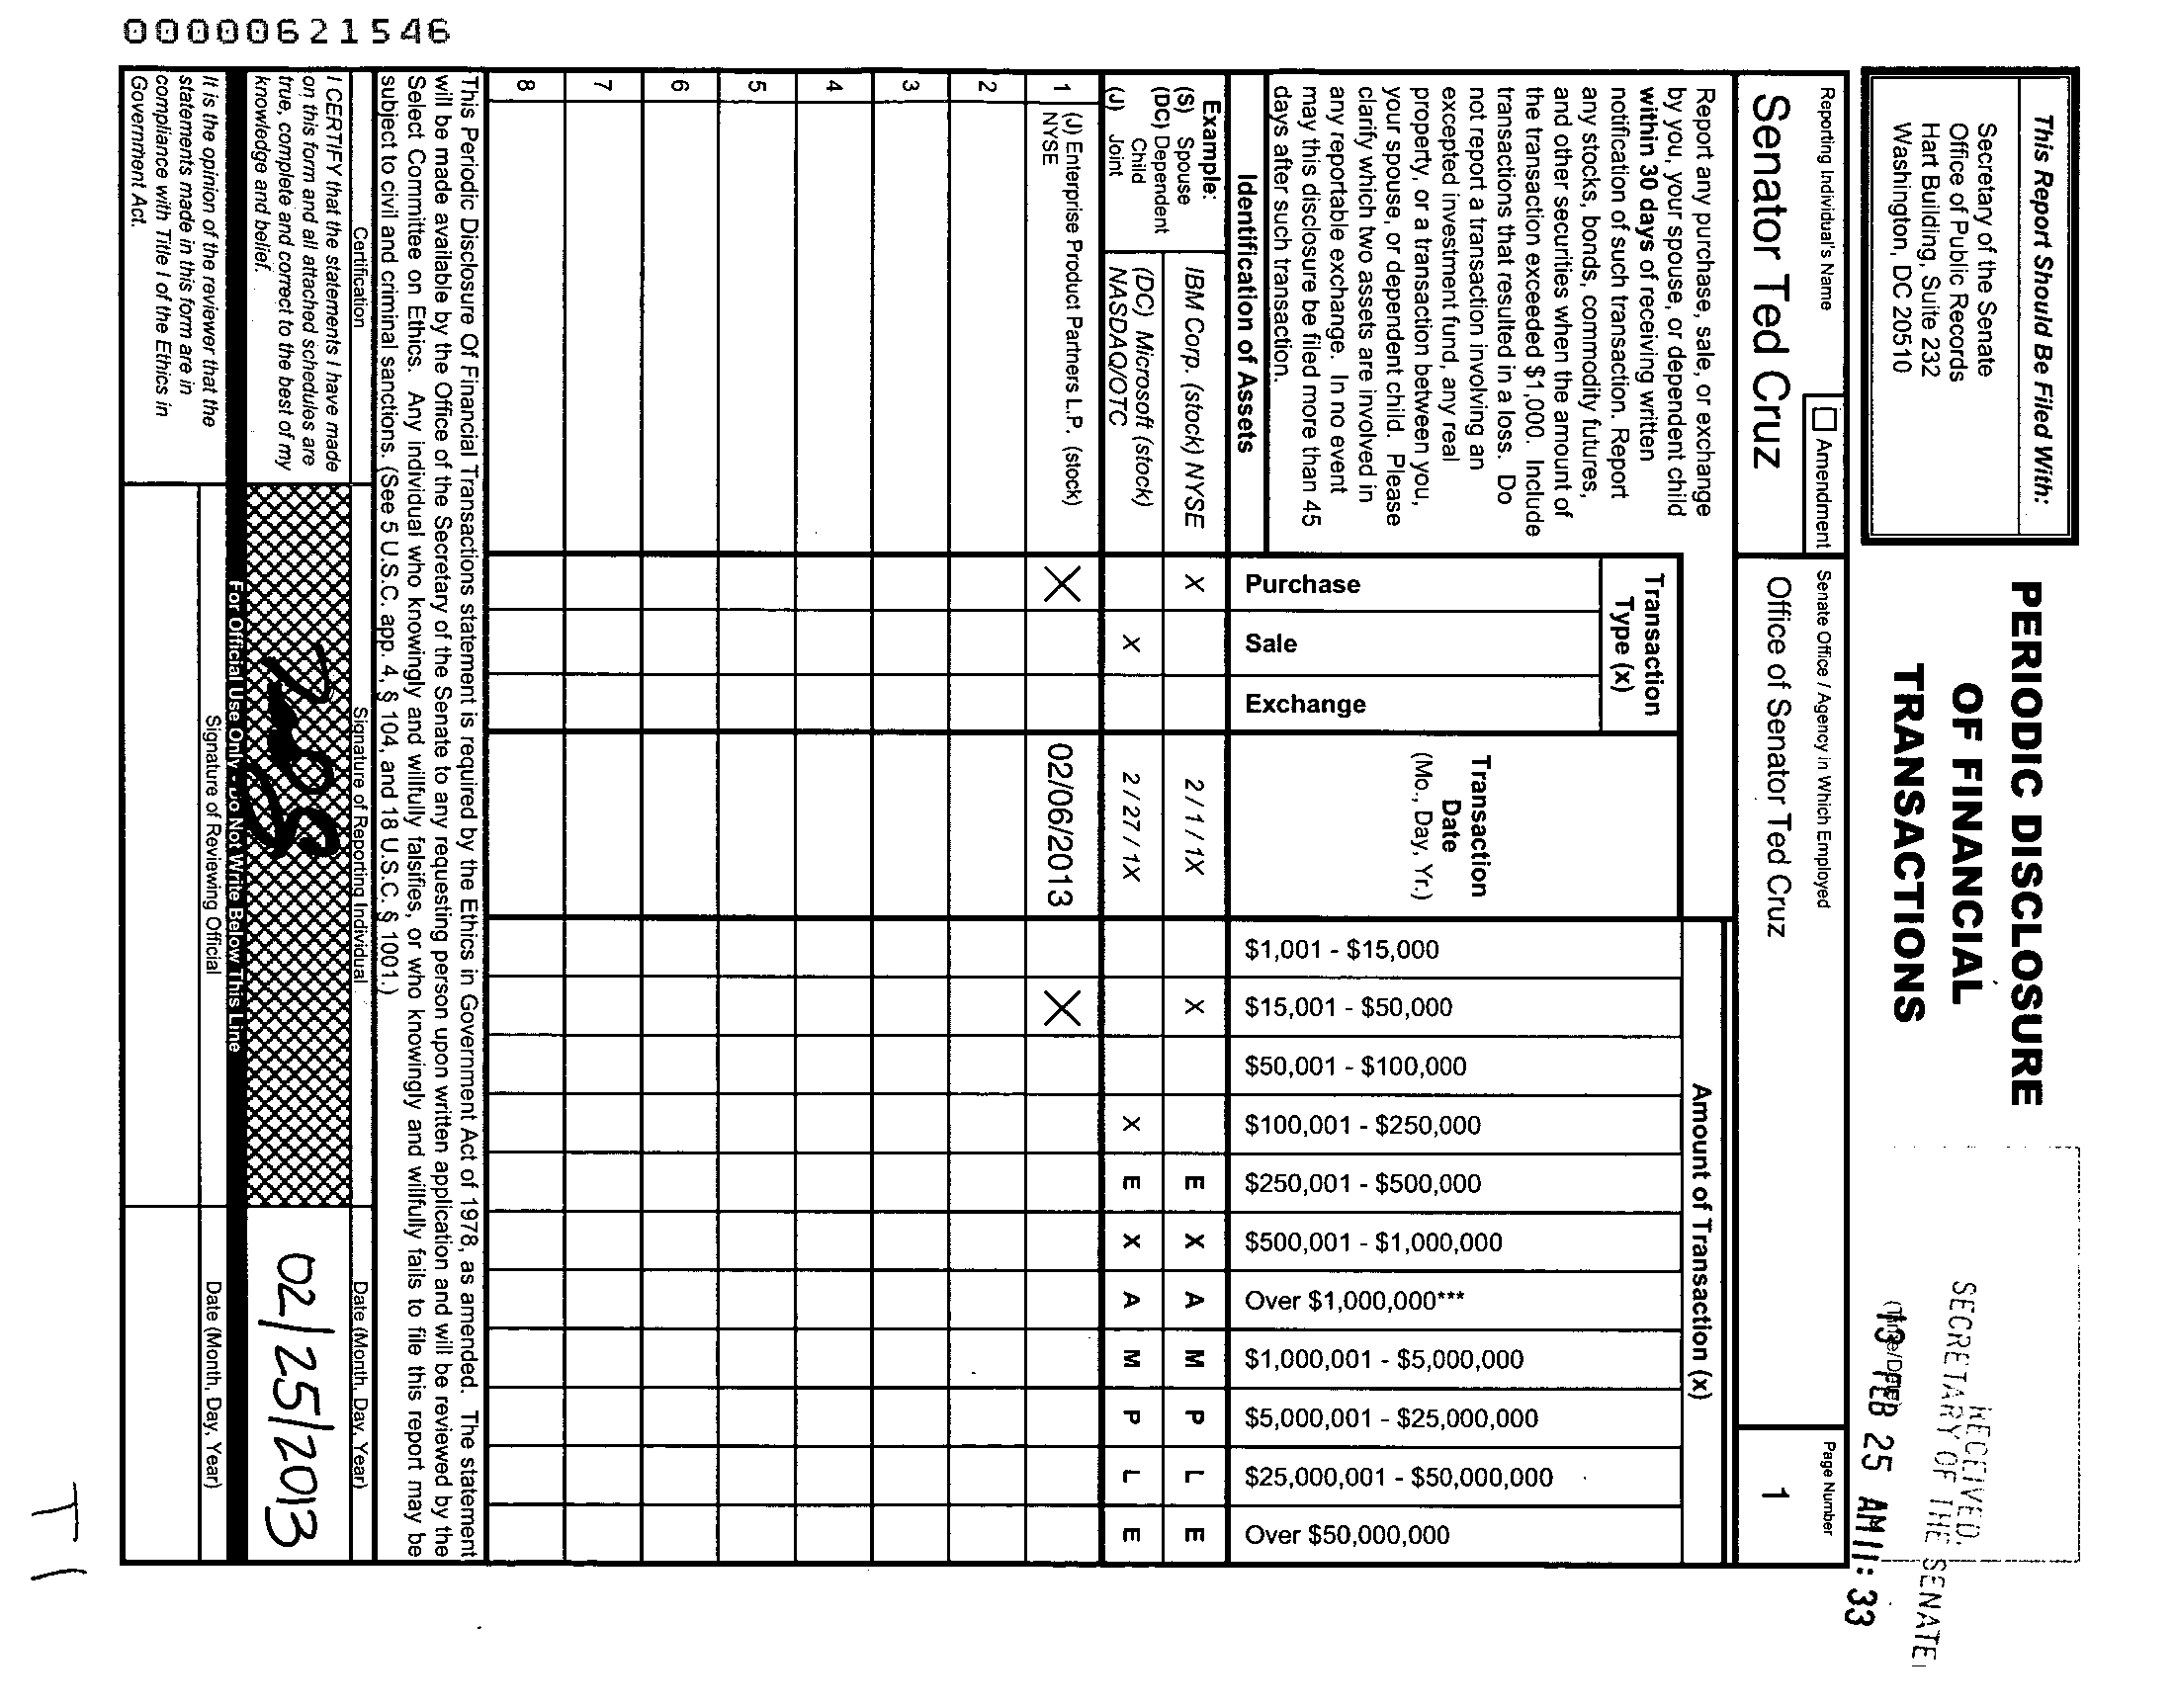 This Report Should Be Filed With:
Secretary of the Senate
Office of Public Records
Hart Building, Suite 232
Washington, DC 20510
PERIODIC DISCLOSURE
OF FINANCIAL
TRANSACTIONS
RECEIVED
SECRETARY OF THE SENATE
'13 FEB 25 AM 11:33
Reporting Individual's Name
Amendment
Senator Ted Cruz
Senate Office / Agency in Which Employed
Office of Senator Ted Cruz
Page Number
1
Report any purchase, sale, or exchange
by you, your spouse, or dependent child
within 30 days of receiving written
notification of such transaction. Report
any stocks, bonds, commodity futures,
and other securities when the amount of
the transaction exceeded $1,000. Include
transactions that resulted in a loss. Do
not report a transaction involving an
excepted investment fund, any real
property, or a transaction between you,
your spouse, or dependent child. Please
clarify which two assets are involved in
any reportable exchange. In no event
may this disclosure be filed more than 45
days after such transaction.
Identification of Assets
Transaction
Type (x)
Purchase
Sale
Exchange
Transaction
Date
(Mo., Day, Yr.)
Amount of Transaction (x)
$1,001 - $15,000
$15,001 - $50,000
$50,001 - $100,000
$100,001 - $250,000
$250,001 - $500,000
$500,001 - $1,000,000
Over $1,000,000***
$1,000,001 - $5,000,000
$5,000,001 - $25,000,000
$25,000,001 - $50,000,000
Over $50,000,000
Example:
(S) Spouse
(DC) Dependent
Child
(J) Joint
IBM Corp. (stock) NYSE X 2 / 1 / 1X X E X A M P L E
(DC) Microsoft (stock)
NASDAQ/OTC X 2 / 27 / 1X X E X A M P L E
1 (J) Enterprise Product Partners L.P. (stock)
NYSE X 02/06/2013 X
2
3
4
5
6
7
8
This Periodic Disclosure Of Financial Transactions statement is required by the Ethics in Government Act of 1978, as amended. The statement
will be made available by the Office of the Secretary of the Senate to any requesting person upon written application and will be reviewed by the
Select Committee on Ethics. Any individual who knowingly and willfully falsifies, or who knowingly and willfully fails to file this report may be
subject to civil and criminal sanctions. (See 5 U.S.C. app. 4, § 104, and 18 U.S.C. § 1001.)
Certification
Signature of Reporting Individual
Date (Month, Day, Year)
I CERTIFY that the statements I have made
on this form and all attached schedules are
true, complete and correct to the best of my
knowledge and belief.
02/25/2013
For Official Use Only - Do Not Write Below This Line
It is the opinion of the reviewer that the
statements made in this form are in
compliance with Title I of the Ethics in
Government Act.
Signature of Reviewing Official
Date (Month, Day, Year)
00000621546